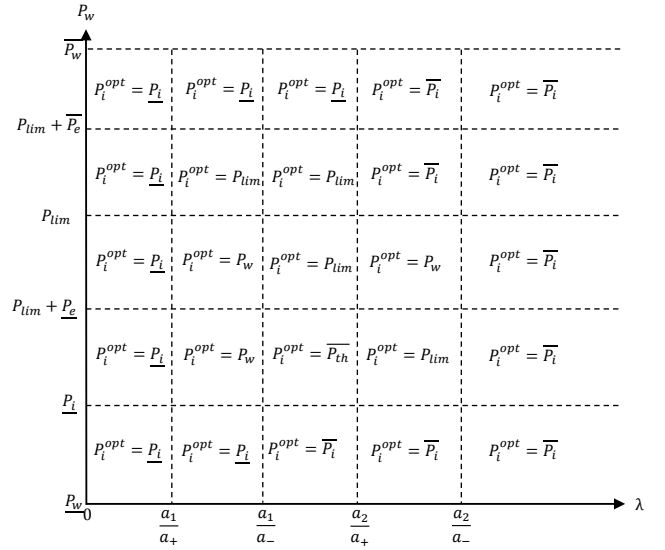 P_w
\overline{P_w}
P_i^{opt} = \underline{P_i} P_i^{opt} = \underline{P_i} P_i^{opt} = \underline{P_i} P_i^{opt} = \overline{P_i} P_i^{opt} = \overline{P_i}
P_{lim} + \overline{P_e}
P_i^{opt} = \underline{P_i} P_i^{opt} = P_{lim} P_i^{opt} = P_{lim} P_i^{opt} = \overline{P_i} P_i^{opt} = \overline{P_i}
P_{lim}
P_i^{opt} = \underline{P_i} P_i^{opt} = P_w P_i^{opt} = P_{lim} P_i^{opt} = P_w P_i^{opt} = \overline{P_i}
P_{lim} + \underline{P_e}
P_i^{opt} = \underline{P_i} P_i^{opt} = P_w P_i^{opt} = \overline{P_{th}} P_i^{opt} = P_{lim} P_i^{opt} = \overline{P_i}
\underline{P_i}
P_i^{opt} = \underline{P_i} P_i^{opt} = \underline{P_i} P_i^{opt} = \overline{P_i} P_i^{opt} = \overline{P_i} P_i^{opt} = \overline{P_i}
\underline{P_w} λ
0 \frac{a_1}{a_+} \frac{a_1}{a_-} \frac{a_2}{a_+} \frac{a_2}{a_-}